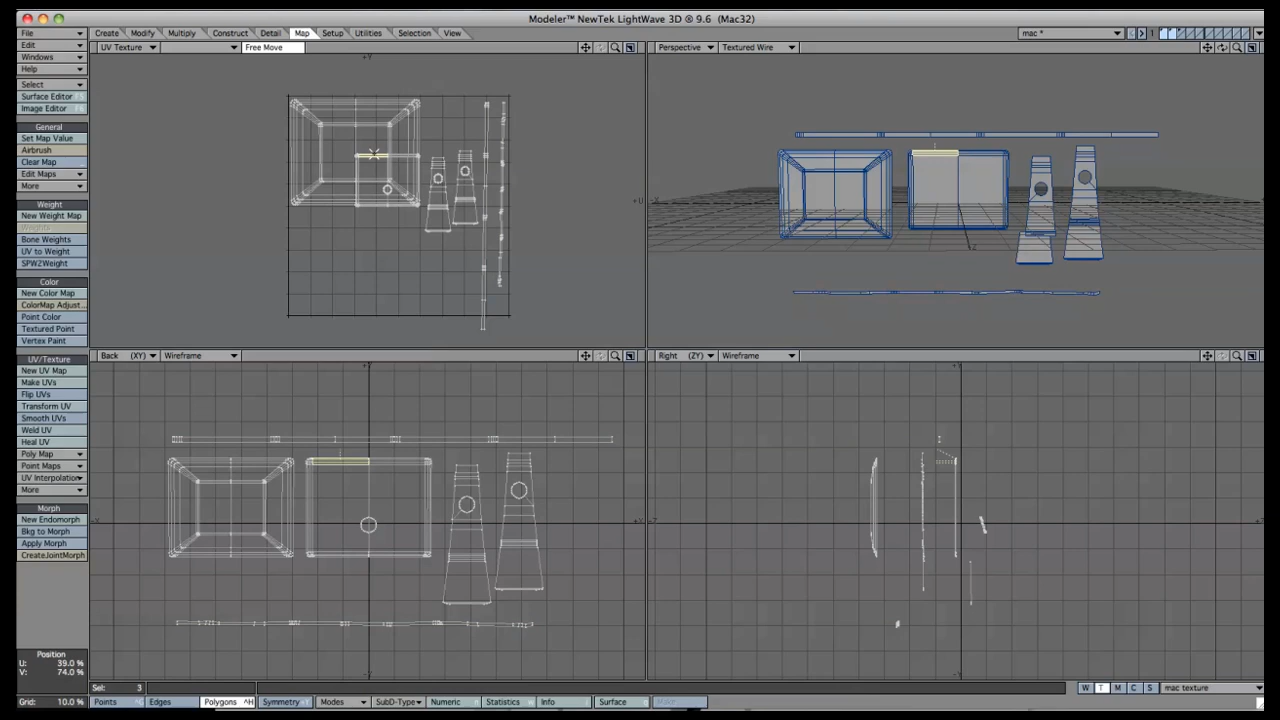 Modeler™ NewTek LightWave 3D ® 9.6 (Mac32)
File Create Modify Multiply Construct Detail Map Setup Utilities Selection View mac * 1
Edit UV Texture Free Move Perspective Textured Wire
Windows
Help
Select
Surface Editor
Image Editor
General
Set Map Value
Airbrush
Clear Map
Edit Maps
More
Weight
New Weight Map
Weights
Bone Weights
UV to Weight
SPWZWeight
Color
New Color Map
ColorMap Adjust...
Point Color
Textured Point
Vertex Paint
UV/Texture
Back (XY) Wireframe Right (ZY) Wireframe
New UV Map
Make UVs
Flip UVs
Transform UV
Smooth UVs
Weld UV
Heal UV
Poly Map
Point Maps
UV Interpolation
More
Morph
New Endomorph
Bkg to Morph
Apply Morph
CreateJointMorph
Position
U: 39.0 %
V: 74.0 %
Sel: 3 W T M C S mac texture
Grid: 10.0 % Points Edges Polygons ^H Symmetry Modes SubD-Type Numeric Statistics Info Surface